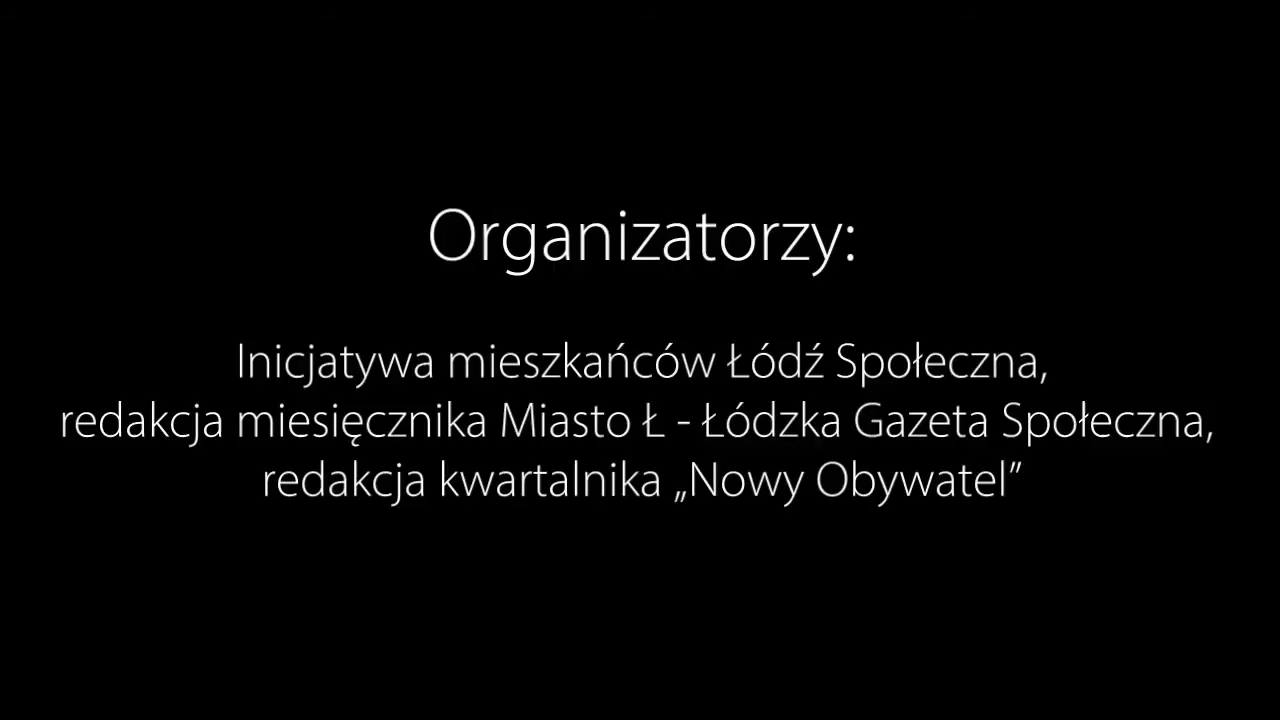 Organizatorzy:
Inicjatywa mieszkańców Łódź Społeczna,
redakcja miesięcznika Miasto Ł - Łódzka Gazeta Społeczna,
redakcja kwartalnika „Nowy Obywatel”